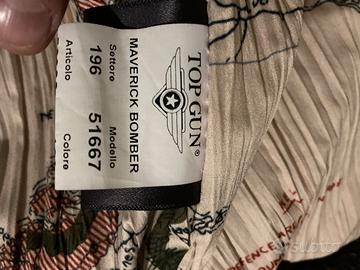 TOP GUN®
MAVERICK BOMBER
Settore Modello
196 51667
Articolo Colore